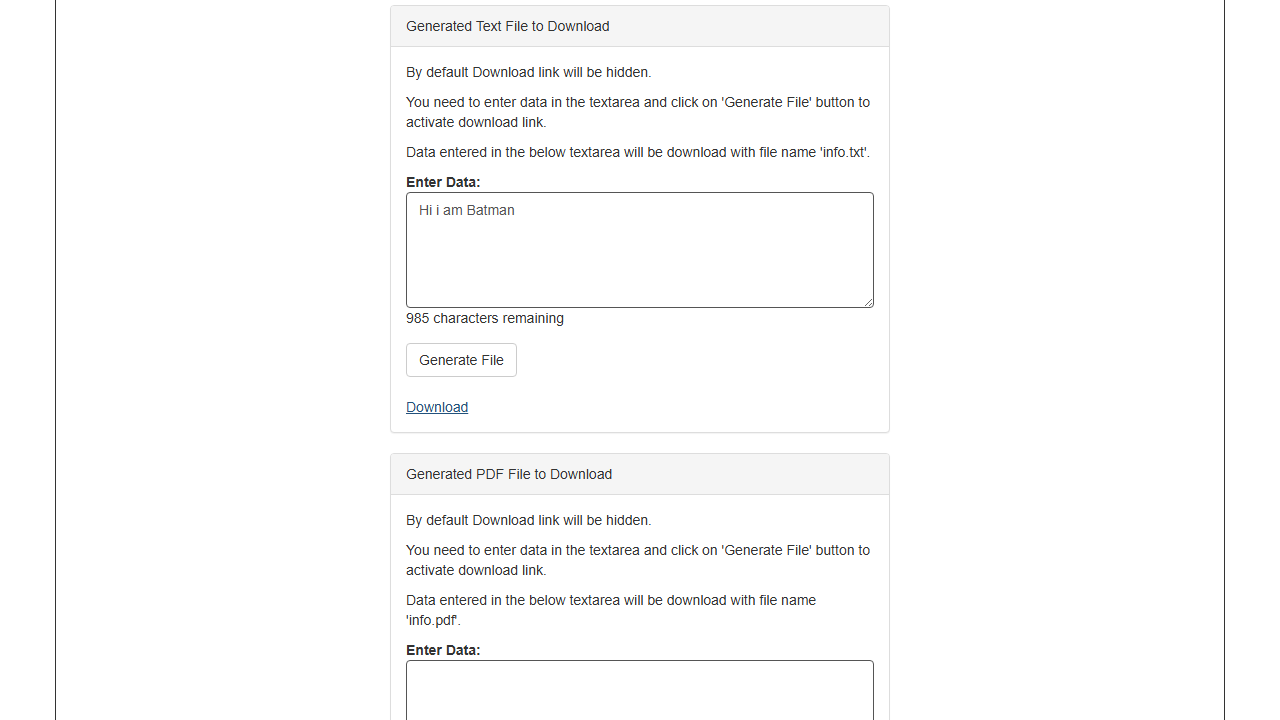 Generated Text File to Download
By default Download link will be hidden.
You need to enter data in the textarea and click on 'Generate File' button to
activate download link.
Data entered in the below textarea will be download with file name 'info.txt'.
Enter Data:
Hi i am Batman
985 characters remaining
Generate File
Download
Generated PDF File to Download
By default Download link will be hidden.
You need to enter data in the textarea and click on 'Generate File' button to
activate download link.
Data entered in the below textarea will be download with file name
'info.pdf'.
Enter Data: